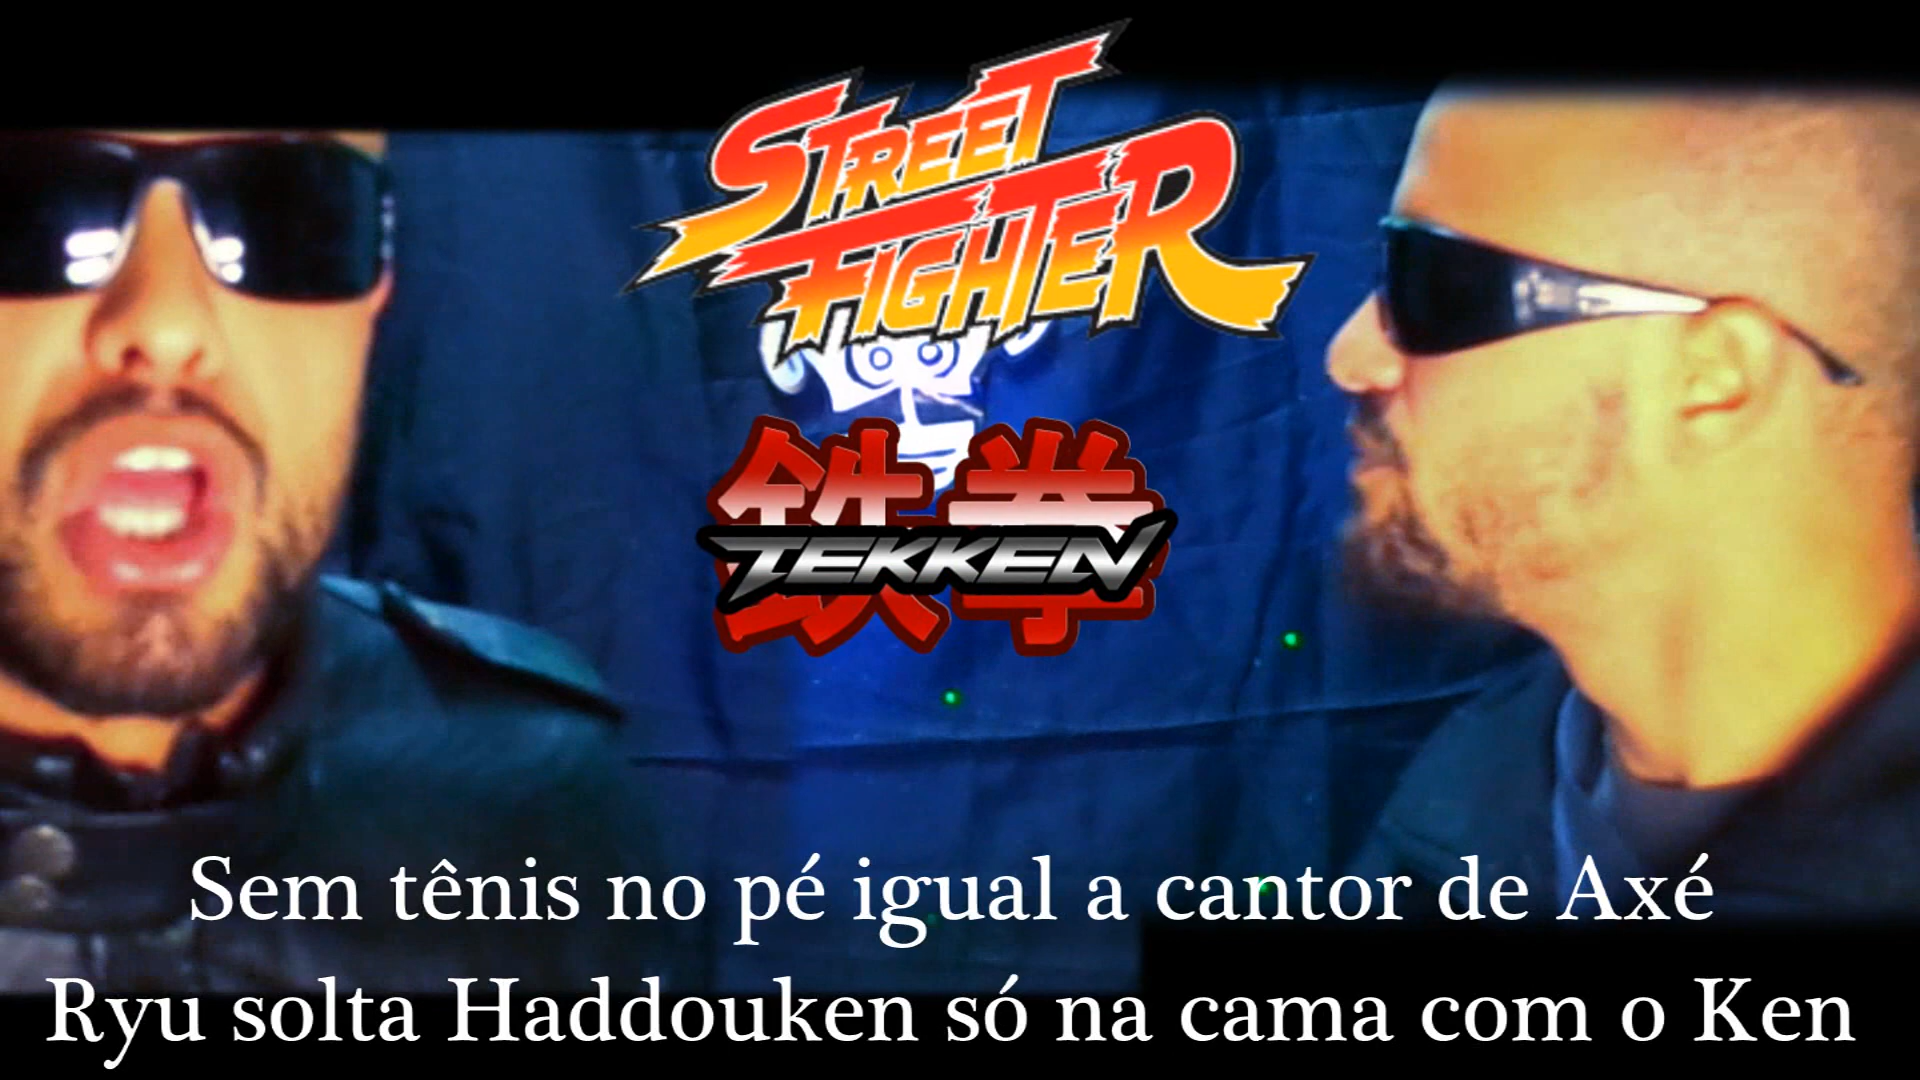 STREET
FIGHTER
鉄拳
TEKKEN
Sem tênis no pé igual a cantor de Axé
Ryu solta Haddouken só na cama com o Ken